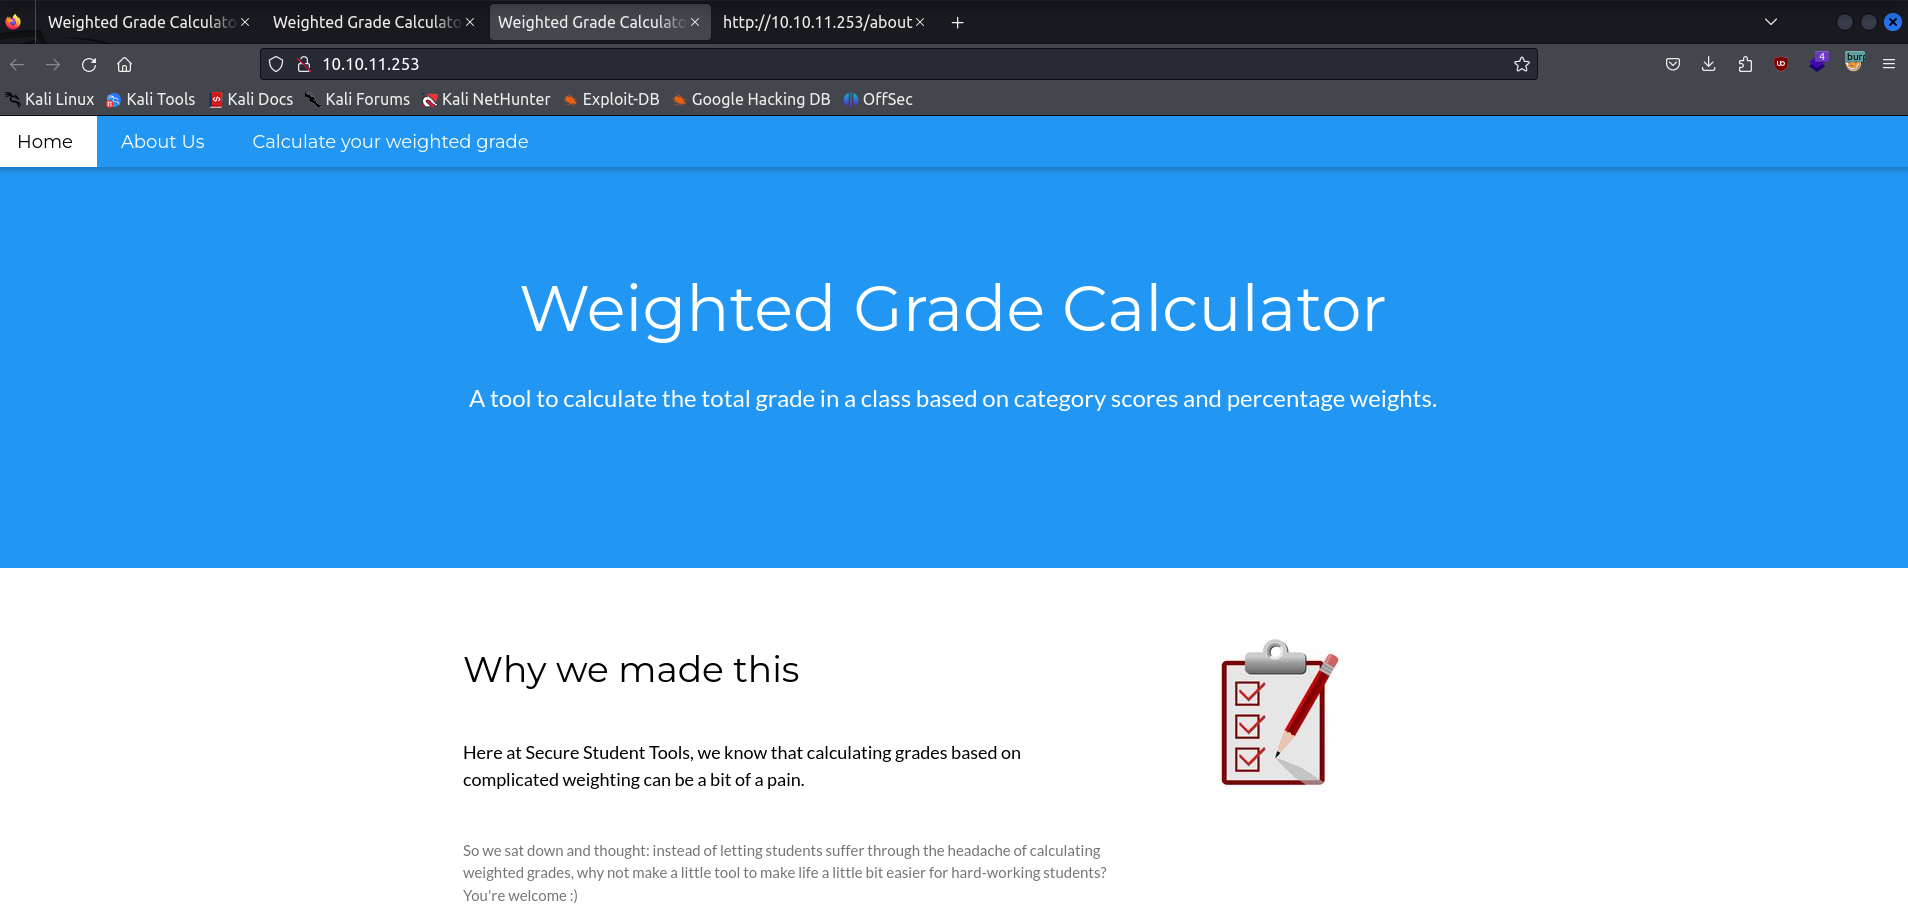 Weighted Grade Calculato
Weighted Grade Calculato
Weighted Grade Calculato
http://10.10.11.253/about
10.10.11.253
4
burp
Kali Linux
Kali Tools
Kali Docs
Kali Forums
Kali NetHunter
Exploit-DB
Google Hacking DB
OffSec
Home
About Us
Calculate your weighted grade
Weighted Grade Calculator
A tool to calculate the total grade in a class based on category scores and percentage weights.
Why we made this
Here at Secure Student Tools, we know that calculating grades based on
complicated weighting can be a bit of a pain.
So we sat down and thought: instead of letting students suffer through the headache of calculating
weighted grades, why not make a little tool to make life a little bit easier for hard-working students?
You're welcome :)